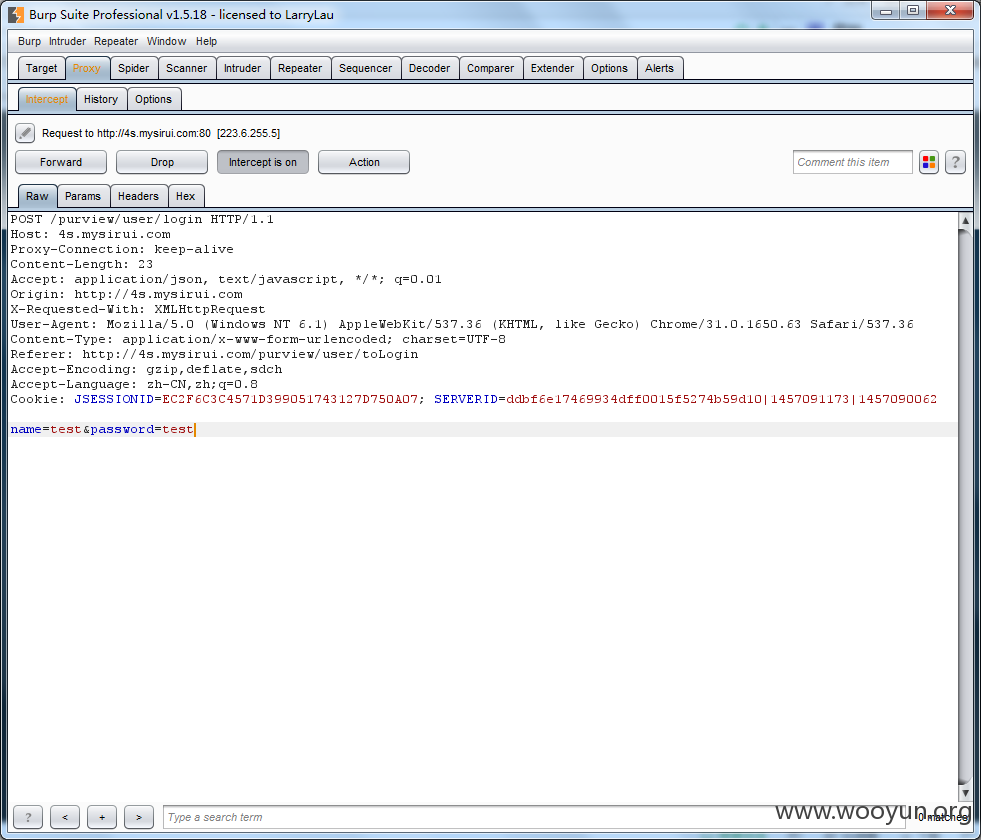 Burp Suite Professional v1.5.18 - licensed to LarryLau
Burp Intruder Repeater Window Help
Target Proxy Spider Scanner Intruder Repeater Sequencer Decoder Comparer Extender Options Alerts
Intercept History Options
Request to http://4s.mysirui.com:80 [223.6.255.5]
Forward Drop Intercept is on Action Comment this item ?
Raw Params Headers Hex
POST /purview/user/login HTTP/1.1
Host: 4s.mysirui.com
Proxy-Connection: keep-alive
Content-Length: 23
Accept: application/json, text/javascript, */*; q=0.01
Origin: http://4s.mysirui.com
X-Requested-With: XMLHttpRequest
User-Agent: Mozilla/5.0 (Windows NT 6.1) AppleWebKit/537.36 (KHTML, like Gecko) Chrome/31.0.1650.63 Safari/537.36
Content-Type: application/x-www-form-urlencoded; charset=UTF-8
Referer: http://4s.mysirui.com/purview/user/toLogin
Accept-Encoding: gzip,deflate,sdch
Accept-Language: zh-CN,zh;q=0.8
Cookie: JSESSIONID=EC2F6C3C4571D399051743127D750A07; SERVERID=ddbf6e17469934dff0015f5274b59d10|1457091173|1457090062
name=test&password=test
? < + > Type a search term 0 matches
www.wooyun.org